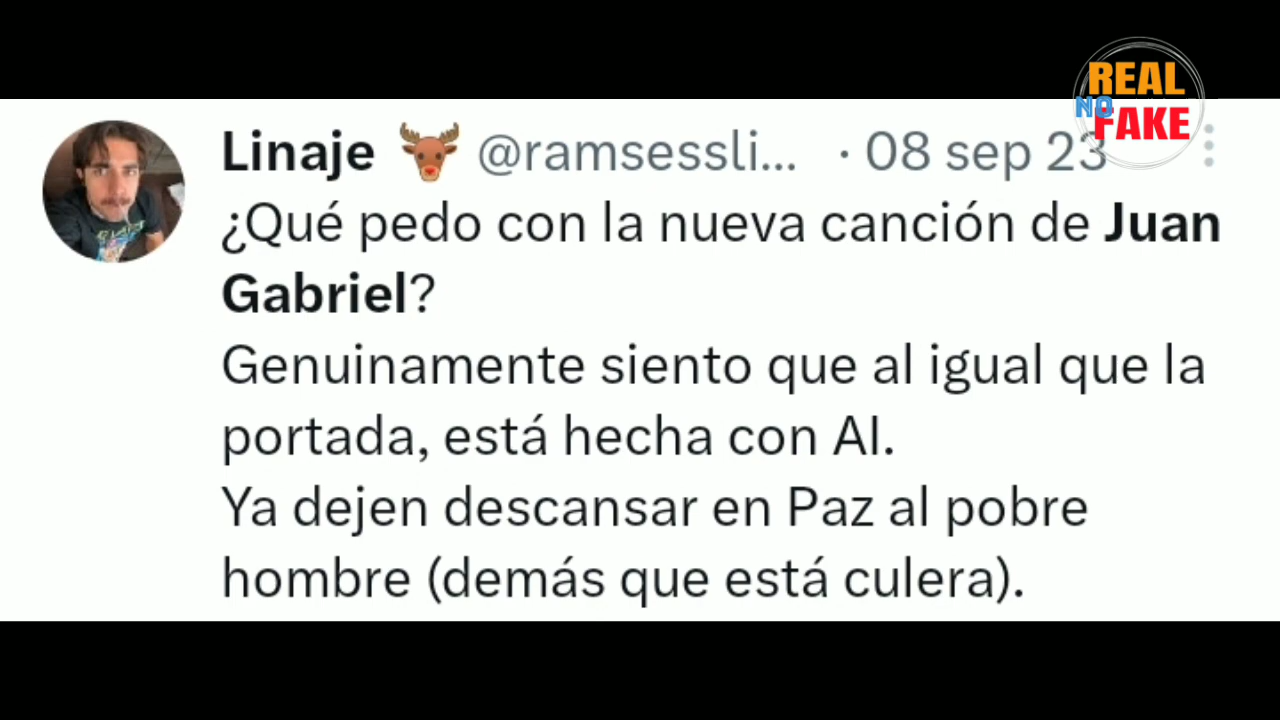 REAL
NO
FAKE
Linaje @ramsessli... · 08 sep 23
¿Qué pedo con la nueva canción de Juan
Gabriel?
Genuinamente siento que al igual que la
portada, está hecha con AI.
Ya dejen descansar en Paz al pobre
hombre (demás que está culera).